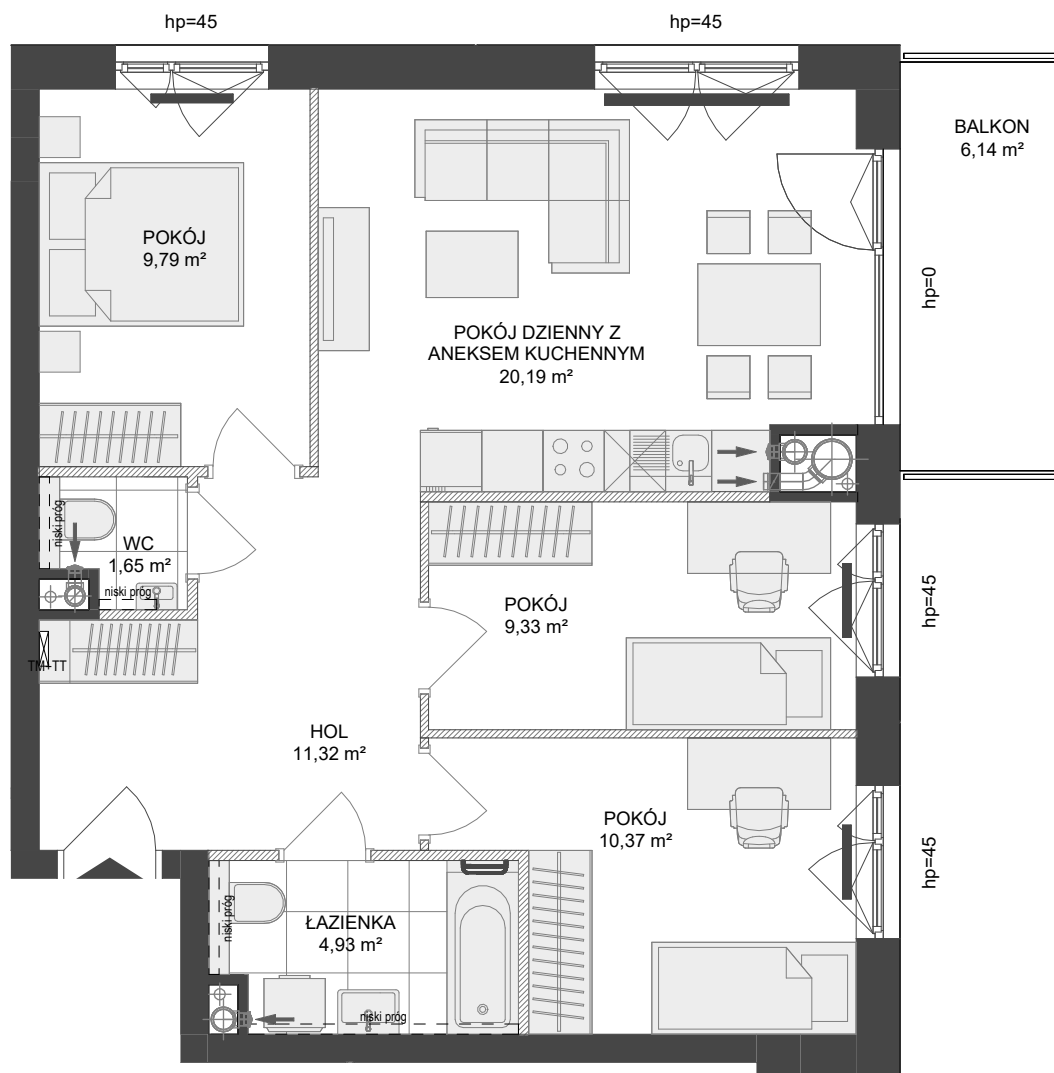 hp=45
hp=45
BALKON
6,14 m²
POKÓJ
9,79 m²
hp=0
POKÓJ DZIENNY Z
ANEKSEM KUCHENNYM
20,19 m²
niski próg
WC
1,65 m²
niski próg
POKÓJ
9,33 m²
hp=45
TM+TT
HOL
11,32 m²
POKÓJ
10,37 m²
hp=45
niski próg
ŁAZIENKA
4,93 m²
niski próg